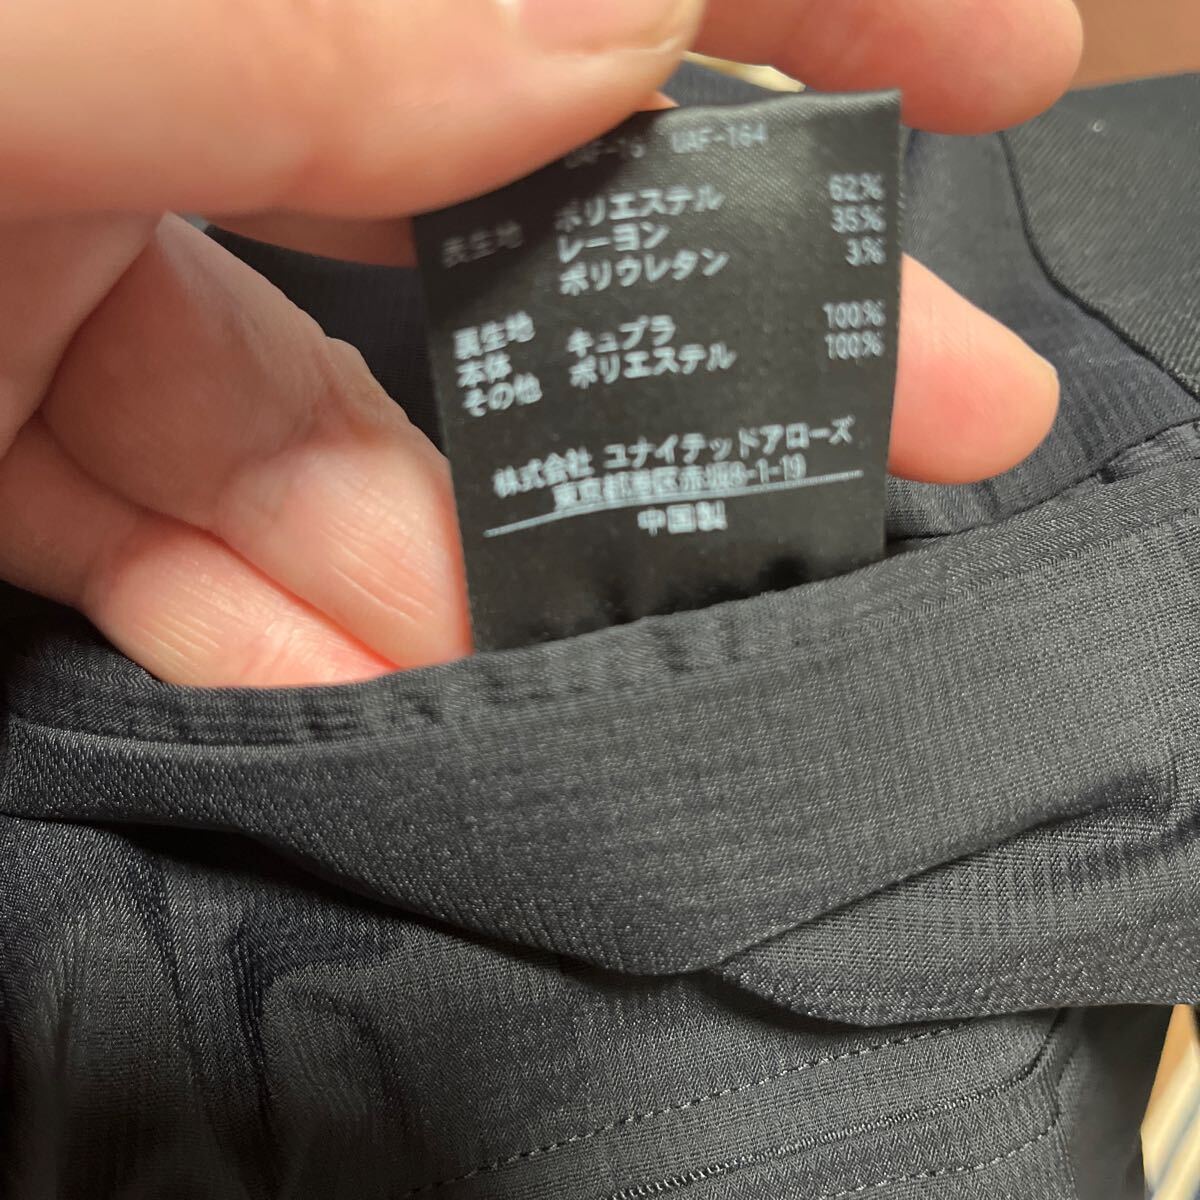 UAF-164
表生地 ポリエステル 62%
レーヨン 35%
ポリウレタン 3%
裏生地
本体 キュプラ 100%
その他 ポリエステル 100%
株式会社 ユナイテッドアローズ
東京都港区赤坂8-1-19
中国製